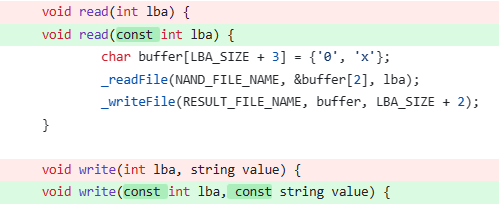 void read(int lba) {
void read(const int lba) {
char buffer[LBA_SIZE + 3] = {'0', 'x'};
_readFile(NAND_FILE_NAME, &buffer[2], lba);
_writeFile(RESULT_FILE_NAME, buffer, LBA_SIZE + 2);
}
void write(int lba, string value) {
void write(const int lba, const string value) {